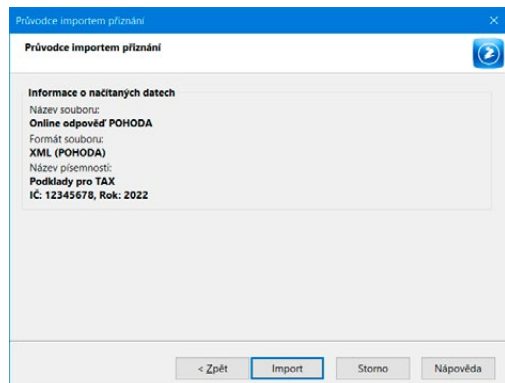 Průvodce importem přiznání
Průvodce importem přiznání
Informace o načítaných datech
Název souboru:
Online odpověď POHODA
Formát souboru:
XML (POHODA)
Název písemnosti:
Podklady pro TAX
IČ: 12345678, Rok: 2022
< Zpět Import Storno Nápověda